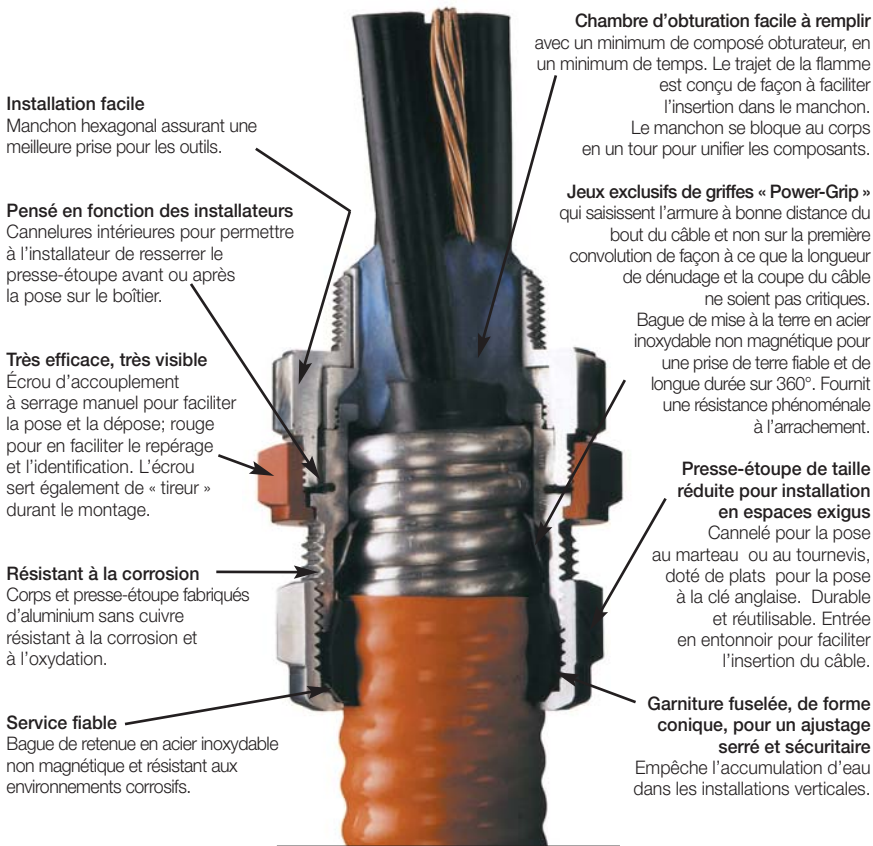 Installation facile
Manchon hexagonal assurant une
meilleure prise pour les outils.
Pensé en fonction des installateurs
Cannelures intérieures pour permettre
à l'installateur de resserrer le
presse-étoupe avant ou après
la pose sur le boîtier.
Très efficace, très visible
Écrou d'accouplement
à serrage manuel pour faciliter
la pose et la dépose; rouge
pour en faciliter le repérage
et l'identification. L'écrou
sert également de « tireur »
durant le montage.
Résistant à la corrosion
Corps et presse-étoupe fabriqués
d'aluminium sans cuivre
résistant à la corrosion et
à l'oxydation.
Service fiable
Bague de retenue en acier inoxydable
non magnétique et résistant aux
environnements corrosifs.
Chambre d'obturation facile à remplir
avec un minimum de composé obturateur, en
un minimum de temps. Le trajet de la flamme
est conçu de façon à faciliter
l'insertion dans le manchon.
Le manchon se bloque au corps
en un tour pour unifier les composants.
Jeux exclusifs de griffes « Power-Grip »
qui saisissent l'armure à bonne distance du
bout du câble et non sur la première
convolution de façon à ce que la longueur
de dénudage et la coupe du câble
ne soient pas critiques.
Bague de mise à la terre en acier
inoxydable non magnétique pour
une prise de terre fiable et de
longue durée sur 360°. Fournit
une résistance phénoménale
à l'arrachement.
Presse-étoupe de taille
réduite pour installation
en espaces exigus
Cannelé pour la pose
au marteau ou au tournevis,
doté de plats pour la pose
à la clé anglaise. Durable
et réutilisable. Entrée
en entonnoir pour faciliter
l'insertion du câble.
Garniture fuselée, de forme
conique, pour un ajustage
serré et sécuritaire
Empêche l'accumulation d'eau
dans les installations verticales.